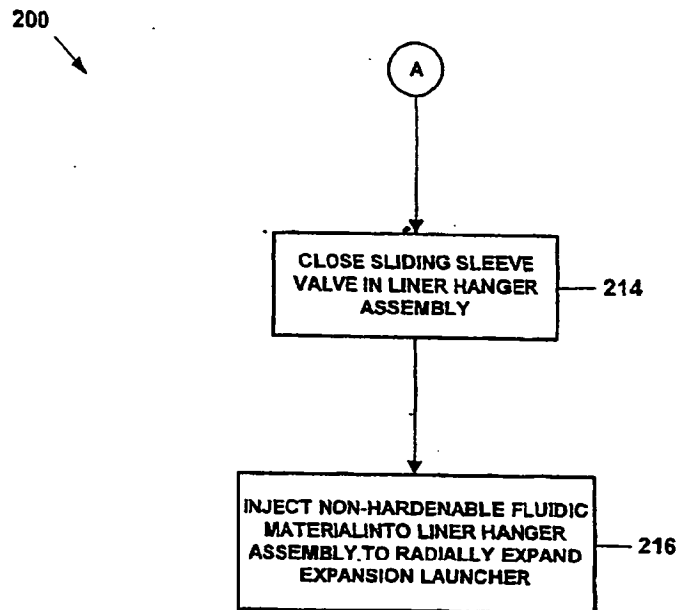 200
A
CLOSE SLIDING SLEEVE
VALVE IN LINER HANGER
ASSEMBLY
214
INJECT NON-HARDENABLE FLUIDIC
MATERIALINTO LINER HANGER
ASSEMBLY.TO RADIALLY EXPAND
EXPANSION LAUNCHER
216